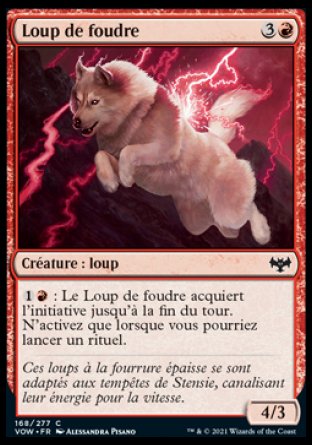 Loup de foudre 3
Créature : loup
1 : Le Loup de foudre acquiert
l'initiative jusqu'à la fin du tour.
N'activez que lorsque vous pourriez
lancer un rituel.
Ces loups à la fourrure épaisse se sont
adaptés aux tempêtes de Stensie, canalisant
leur énergie pour la vitesse.
4/3
168/277 C
VOW • FR Alessandra Pisano
™ & © 2021 Wizards of the Coast